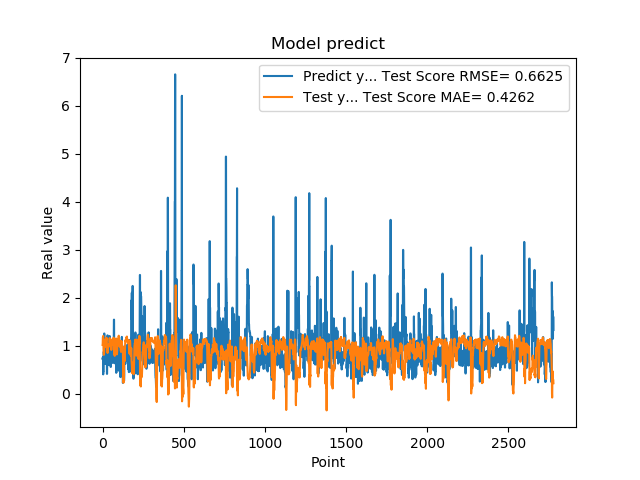 Model predict
Predict y... Test Score RMSE= 0.6625
Test y... Test Score MAE= 0.4262
Real value
7
6
5
4
3
2
1
0
0 500 1000 1500 2000 2500
Point